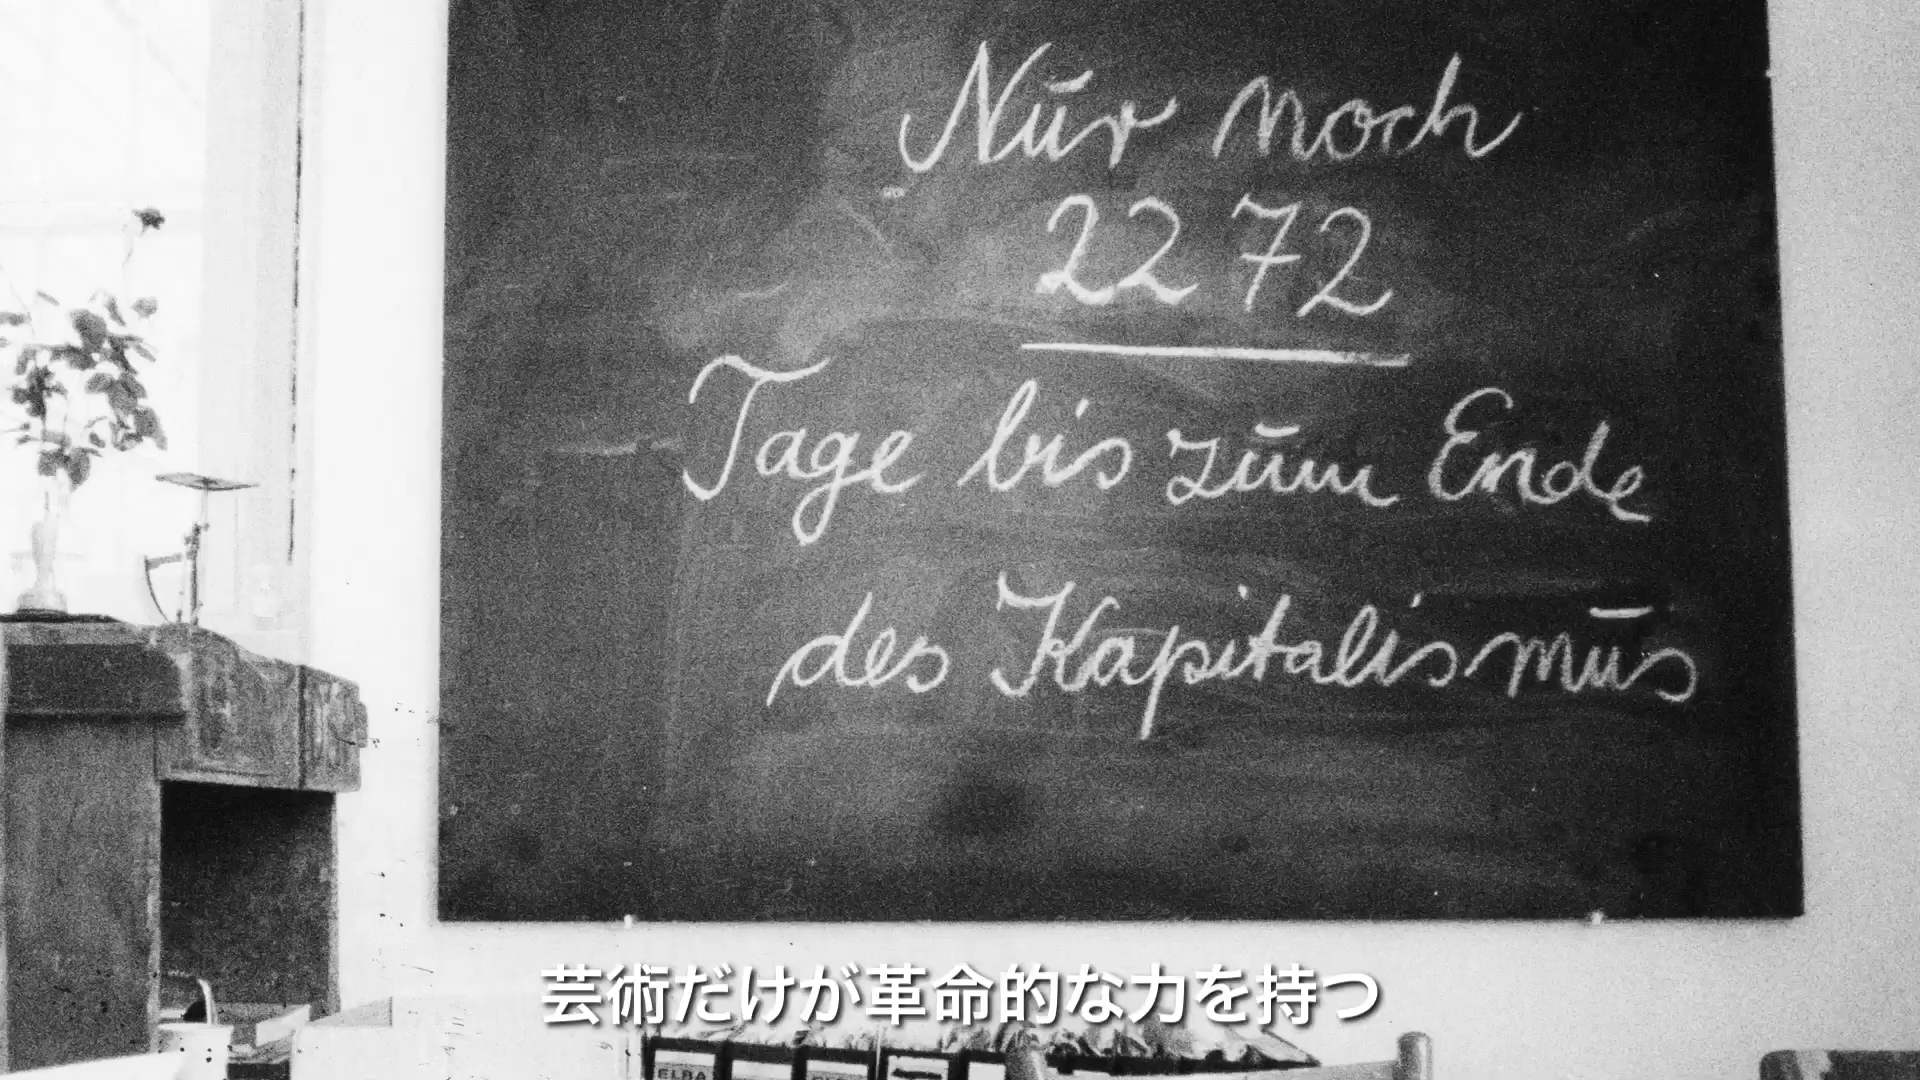 Nur noch
2272
Tage bis zum Ende
des Kapitalismus
芸術だけが革命的な力を持つ
ELBA